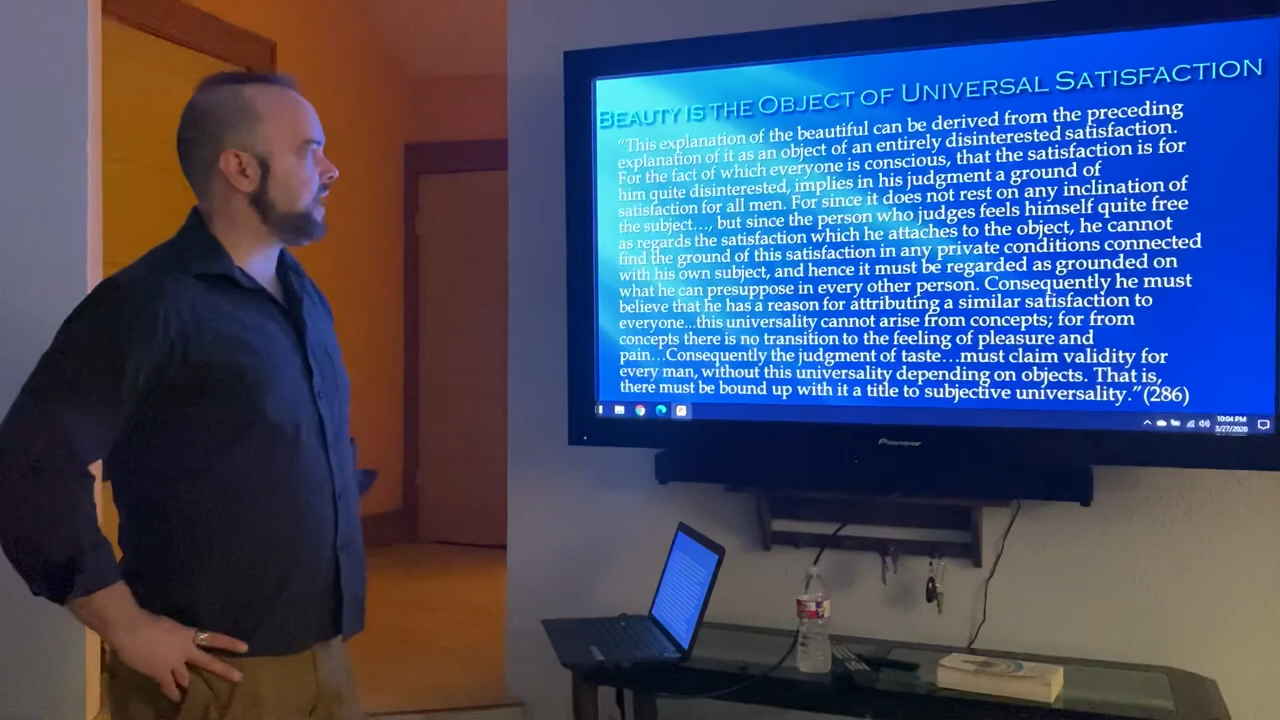 BEAUTY IS THE OBJECT OF UNIVERSAL SATISFACTION
“This explanation of the beautiful can be derived from the preceding
explanation of it as an object of an entirely disinterested satisfaction.
For the fact of which everyone is conscious, that the satisfaction is for
him quite disinterested, implies in his judgment a ground of
satisfaction for all men. For since it does not rest on any inclination of
the subject…, but since the person who judges feels himself quite free
as regards the satisfaction which he attaches to the object, he cannot
find the ground of this satisfaction in any private conditions connected
with his own subject, and hence it must be regarded as grounded on
what he can presuppose in every other person. Consequently he must
believe that he has a reason for attributing a similar satisfaction to
everyone...this universality cannot arise from concepts; for from
concepts there is no transition to the feeling of pleasure and
pain…Consequently the judgment of taste…must claim validity for
every man, without this universality depending on objects. That is,
there must be bound up with it a title to subjective universality.”(286)
10:04 PM
3/27/2020
Pioneer